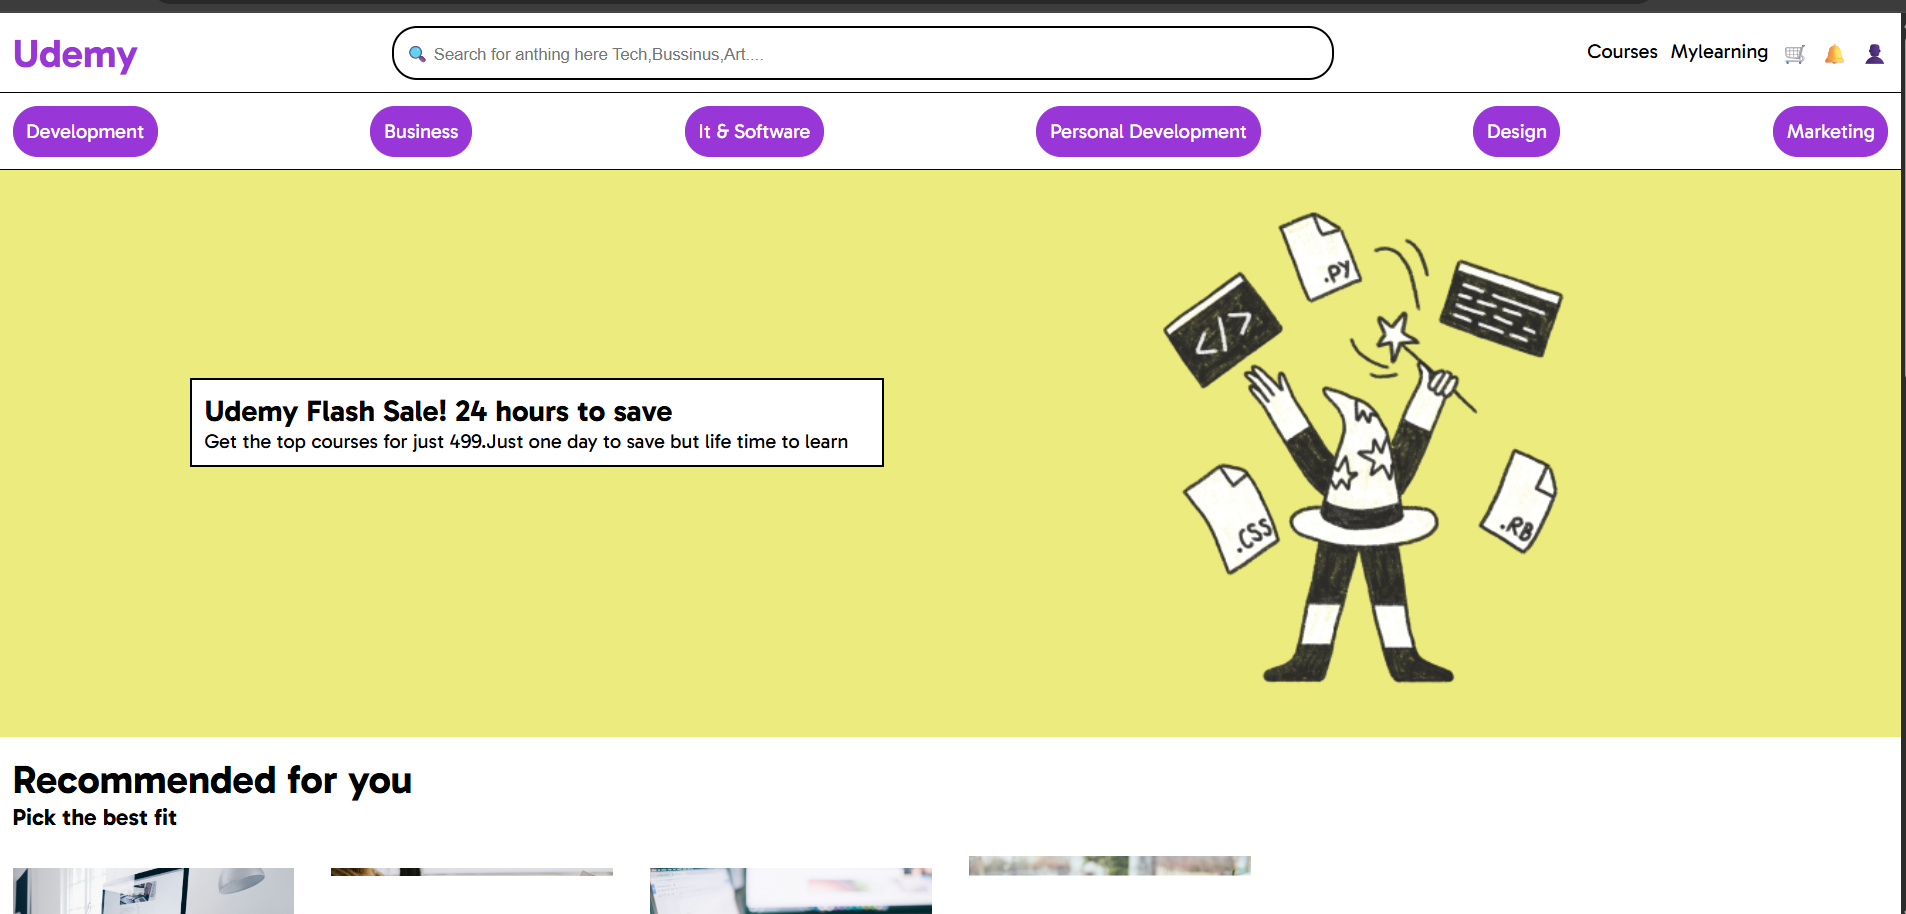 Udemy
🔍 Search for anthing here Tech,Bussinus,Art....
Courses Mylearning 🛒 🔔 👤
Development Business It & Software Personal Development Design Marketing
.PY
</>
Udemy Flash Sale! 24 hours to save
Get the top courses for just 499.Just one day to save but life time to learn
.CSS
.RB
Recommended for you
Pick the best fit